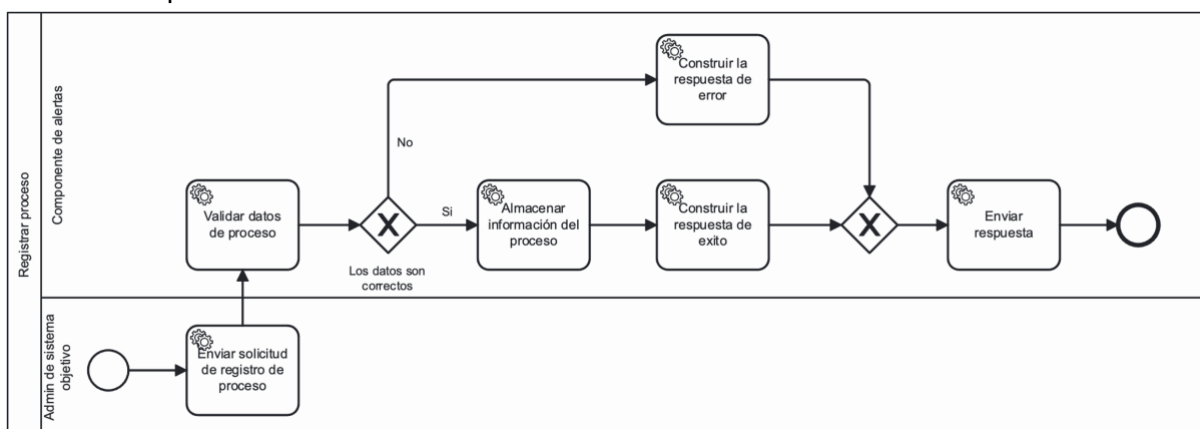 Registrar proceso
Componente de alertas
Construir la
respuesta de
error
No
Validar datos
de proceso
Si
Almacenar
información del
proceso
Construir la
respuesta de
exito
Enviar
respuesta
Los datos son
correctos
Admin de sistema
objetivo
Enviar solicitud
de registro de
proceso